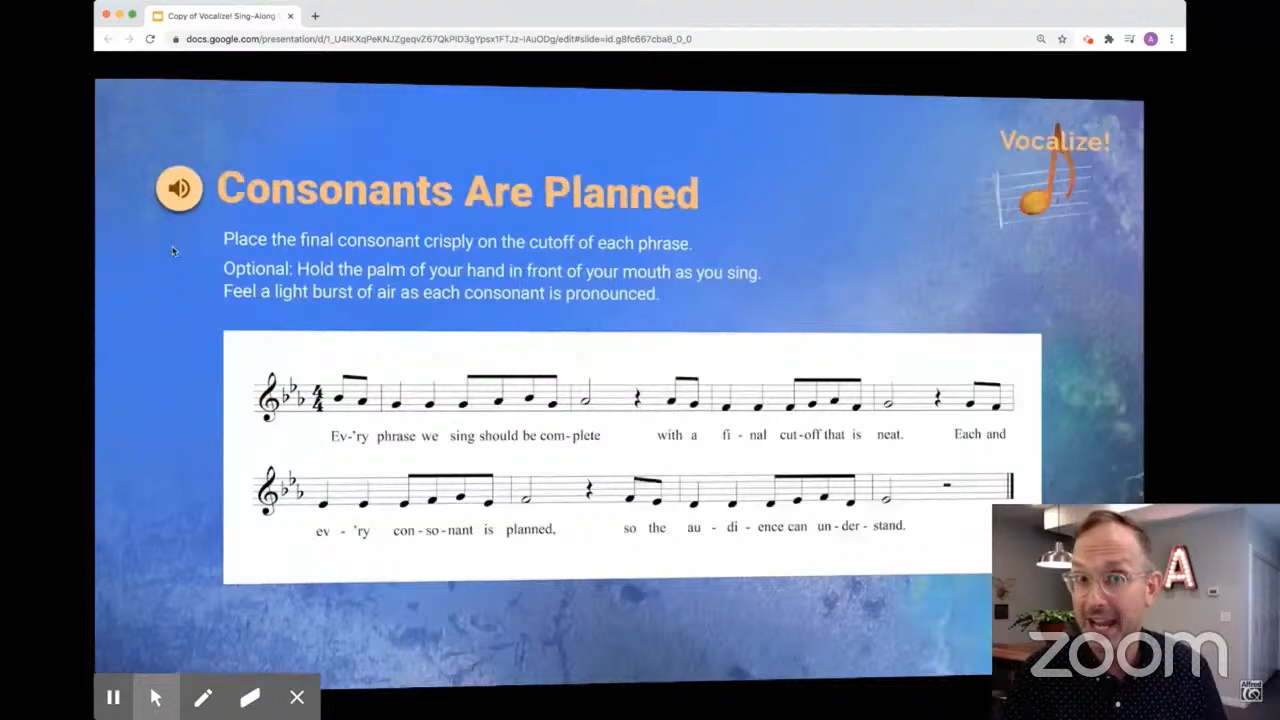 Copy of Vocalize! Sing-Along
docs.google.com/presentation/d/1_U4IKXqPeKNJZgeqvZ67QkPlD3gYpsx1FTJz-IAuODg/edit#slide=id.g8fc667cba8_0_0
A
Vocalize!
Consonants Are Planned
Place the final consonant crisply on the cutoff of each phrase.
Optional: Hold the palm of your hand in front of your mouth as you sing.
Feel a light burst of air as each consonant is pronounced.
4
4
Ev-'ry phrase we sing should be com-plete with a fi - nal cut-off that is neat. Each and
ev - 'ry con-so-nant is planned, so the au - di - ence can un-der-stand.
A
zoom
Alfred